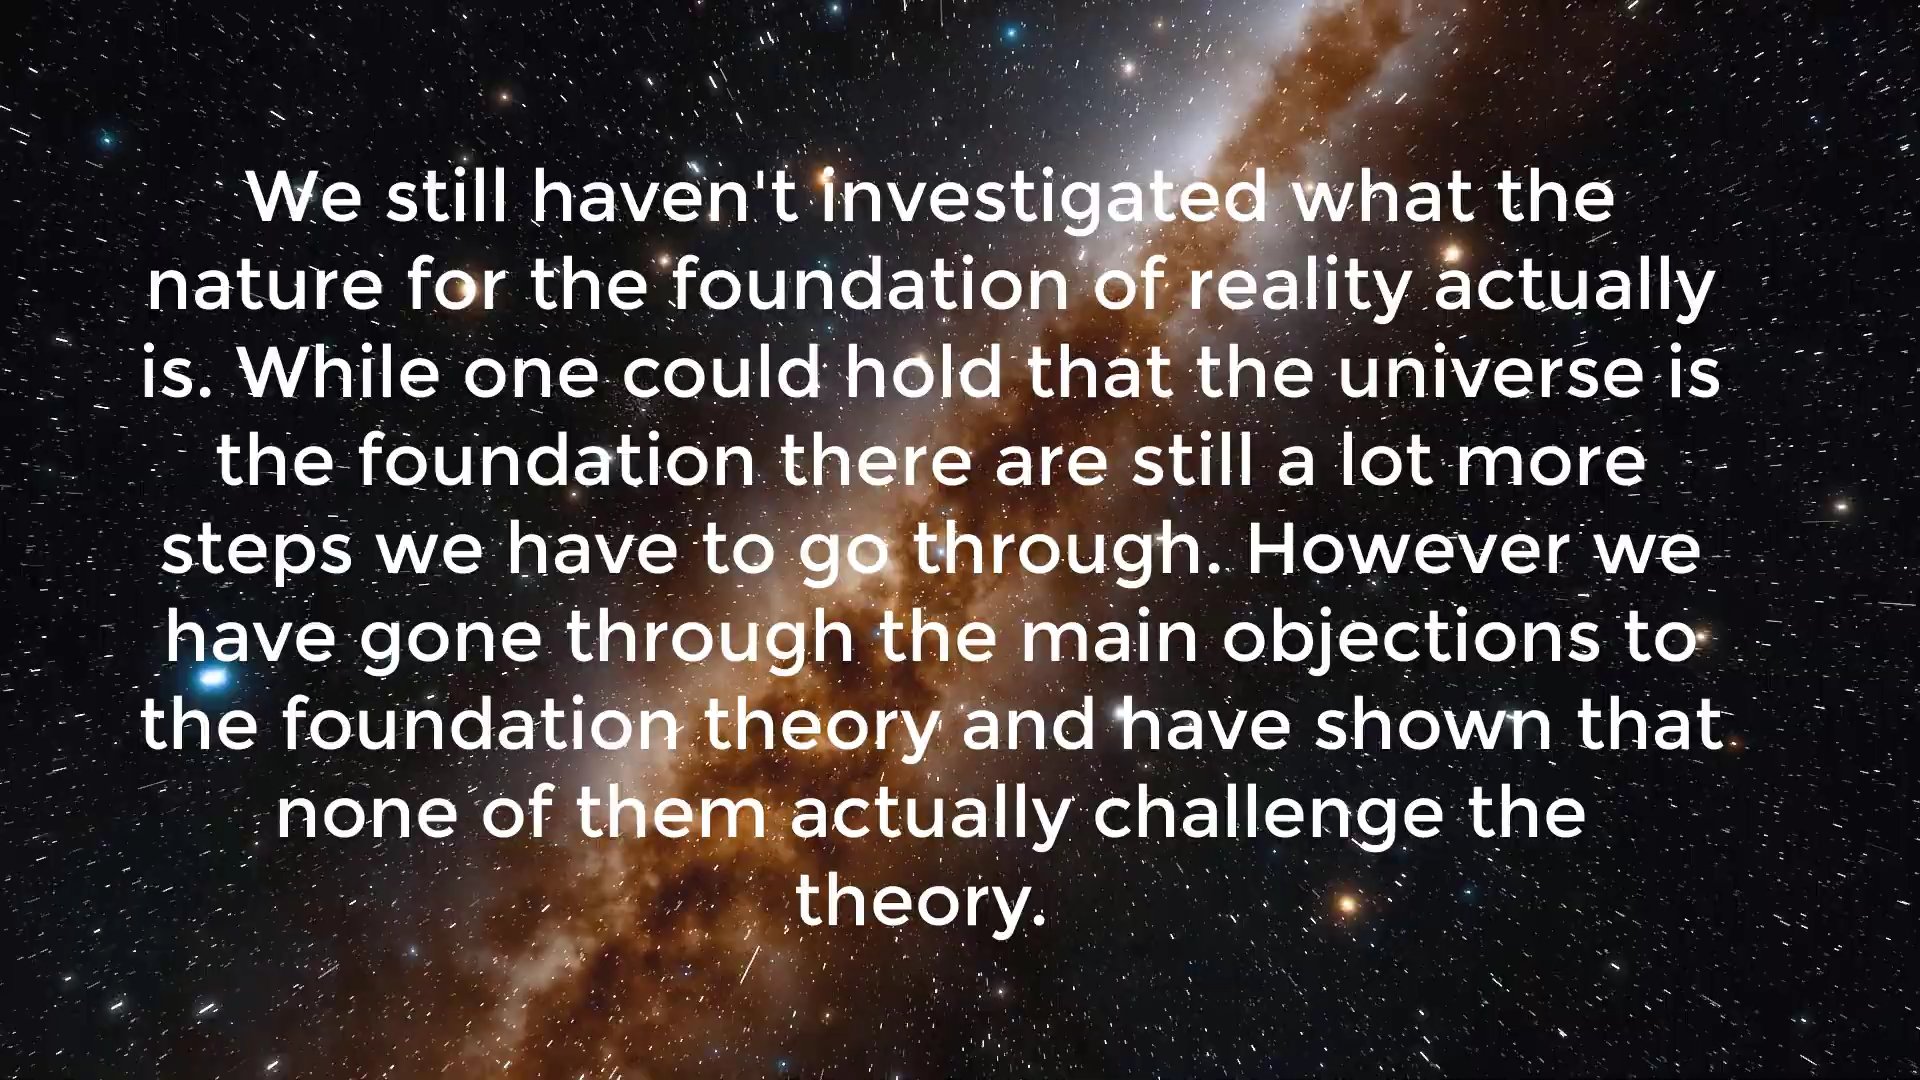 We still haven't investigated what the
nature for the foundation of reality actually
is. While one could hold that the universe is
the foundation there are still a lot more
steps we have to go through. However we
have gone through the main objections to
the foundation theory and have shown that
none of them actually challenge the
theory.